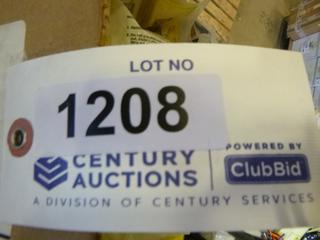 LOT NO
1208
CENTURY
AUCTIONS
POWERED BY
ClubBid
A DIVISION OF CENTURY SERVICES